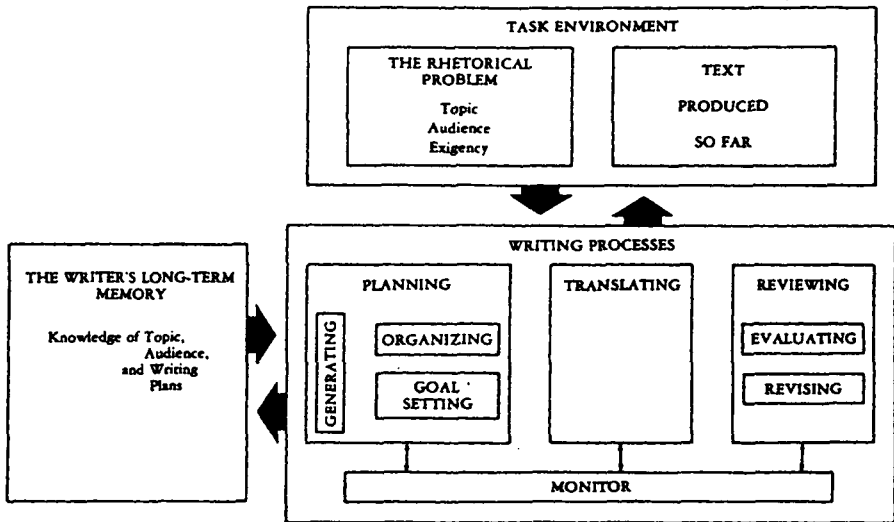 TASK ENVIRONMENT
THE RHETORICAL
PROBLEM
Topic
Audience
Exigency
TEXT
PRODUCED
SO FAR
THE WRITER'S LONG-TERM
MEMORY
Knowledge of Topic,
Audience,
and Writing
Plans
WRITING PROCESSES
PLANNING
GENERATING
ORGANIZING
GOAL
SETTING
TRANSLATING
REVIEWING
EVALUATING
REVISING
MONITOR